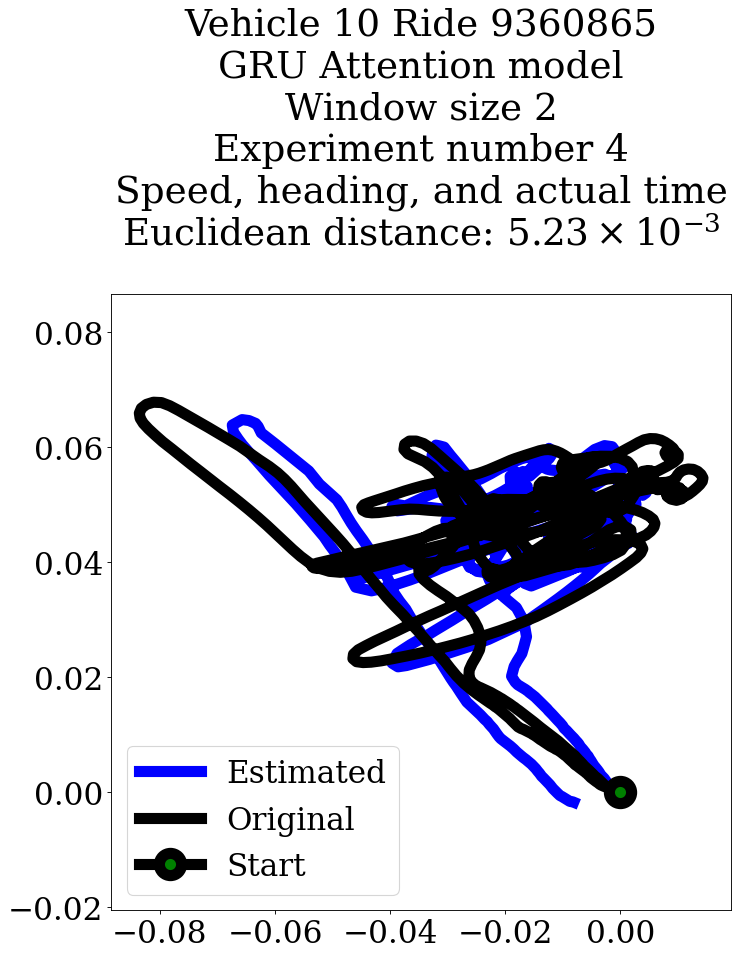 Vehicle 10 Ride 9360865
GRU Attention model
Window size 2
Experiment number 4
Speed, heading, and actual time
Euclidean distance: 5.23 × 10⁻³
0.08
0.06
0.04
0.02
0.00
−0.02
Estimated
Original
Start
−0.08 −0.06 −0.04 −0.02 0.00